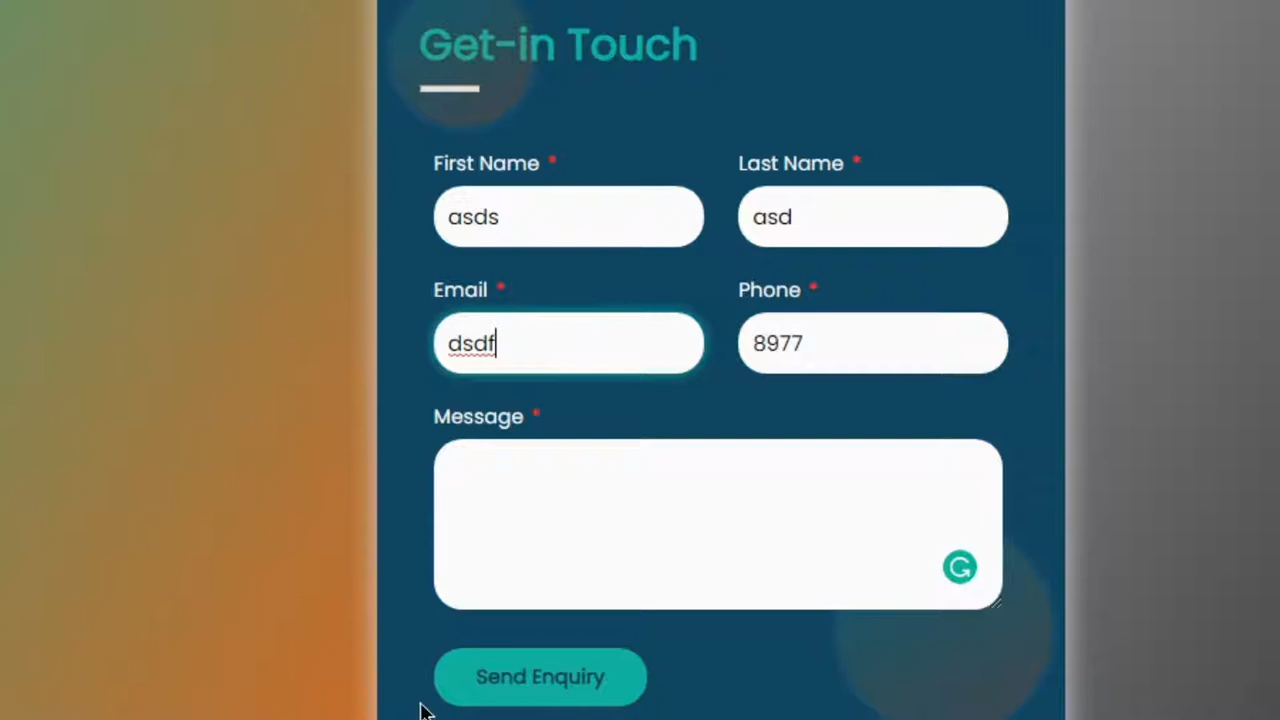 Get-in Touch
First Name * Last Name *
asds asd
Email * Phone *
dsdf 8977
Message *
Send Enquiry